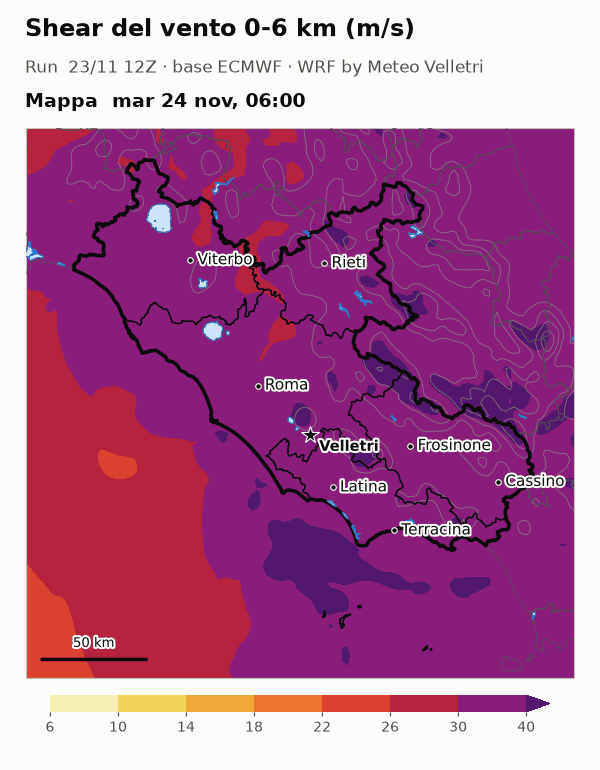 Shear del vento 0-6 km (m/s)
Run  23/11 12Z · base ECMWF · WRF by Meteo Velletri
Mappa  mar 24 nov, 06:00
Viterbo
Rieti
Roma
Velletri
Frosinone
Latina
Cassino
Terracina
50 km
6 10 14 18 22 26 30 40